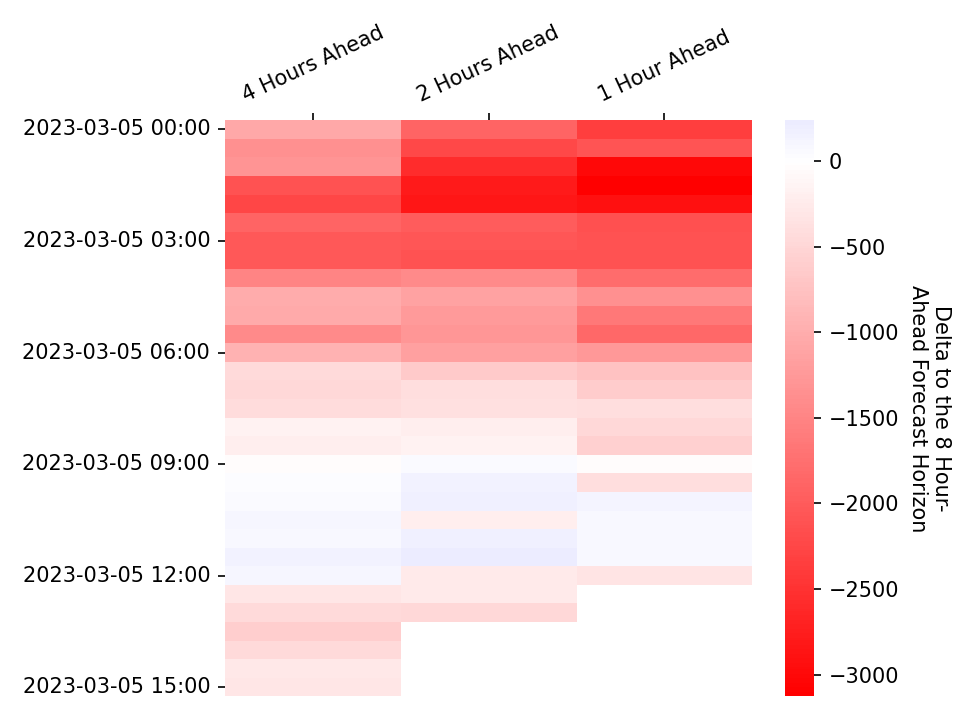 4 Hours Ahead
2 Hours Ahead
1 Hour Ahead
2023-03-05 00:00
2023-03-05 03:00
2023-03-05 06:00
2023-03-05 09:00
2023-03-05 12:00
2023-03-05 15:00
0
−500
−1000
−1500
−2000
−2500
−3000
Delta to the 8 Hour-
Ahead Forecast Horizon